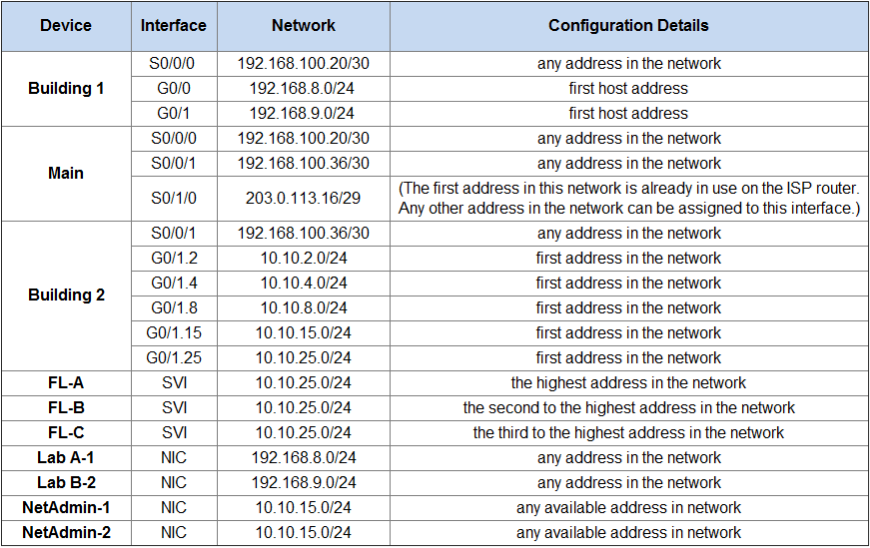 Device Interface Network Configuration Details
Building 1 S0/0/0 192.168.100.20/30 any address in the network
G0/0 192.168.8.0/24 first host address
G0/1 192.168.9.0/24 first host address
Main S0/0/0 192.168.100.20/30 any address in the network
S0/0/1 192.168.100.36/30 any address in the network
S0/1/0 203.0.113.16/29 (The first address in this network is already in use on the ISP router.
Any other address in the network can be assigned to this interface.)
Building 2 S0/0/1 192.168.100.36/30 any address in the network
G0/1.2 10.10.2.0/24 first address in the network
G0/1.4 10.10.4.0/24 first address in the network
G0/1.8 10.10.8.0/24 first address in the network
G0/1.15 10.10.15.0/24 first address in the network
G0/1.25 10.10.25.0/24 first address in the network
FL-A SVI 10.10.25.0/24 the highest address in the network
FL-B SVI 10.10.25.0/24 the second to the highest address in the network
FL-C SVI 10.10.25.0/24 the third to the highest address in the network
Lab A-1 NIC 192.168.8.0/24 any address in the network
Lab B-2 NIC 192.168.9.0/24 any address in the network
NetAdmin-1 NIC 10.10.15.0/24 any available address in network
NetAdmin-2 NIC 10.10.15.0/24 any available address in network